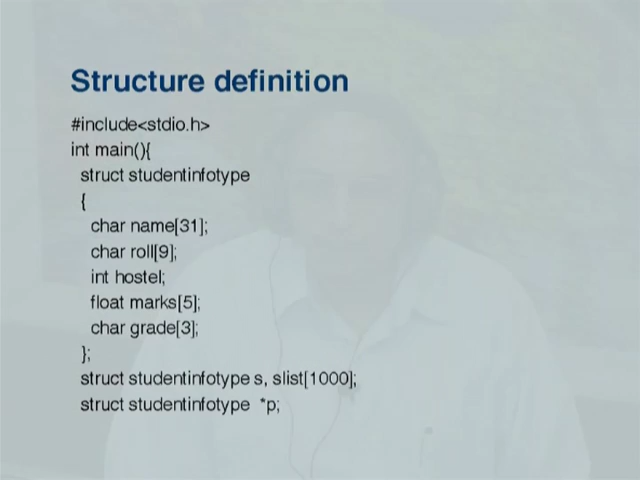 Structure definition
#include<stdio.h>
int main(){
struct studentinfotype
{
char name[31];
char roll[9];
int hostel;
float marks[5];
char grade[3];
};
struct studentinfotype s, slist[1000];
struct studentinfotype *p;